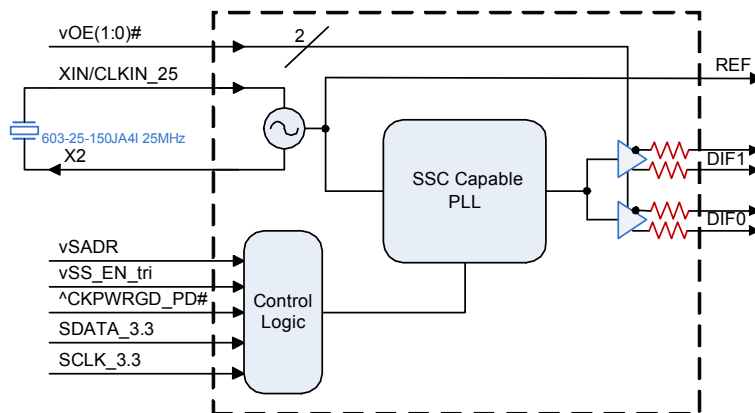 vOE(1:0)#
2
REF
XIN/CLKIN_25
603-25-150JA4I 25MHz
X2
SSC Capable
PLL
DIF1
DIF0
vSADR
vSS_EN_tri
^CKPWRGD_PD#
SDATA_3.3
SCLK_3.3
Control
Logic